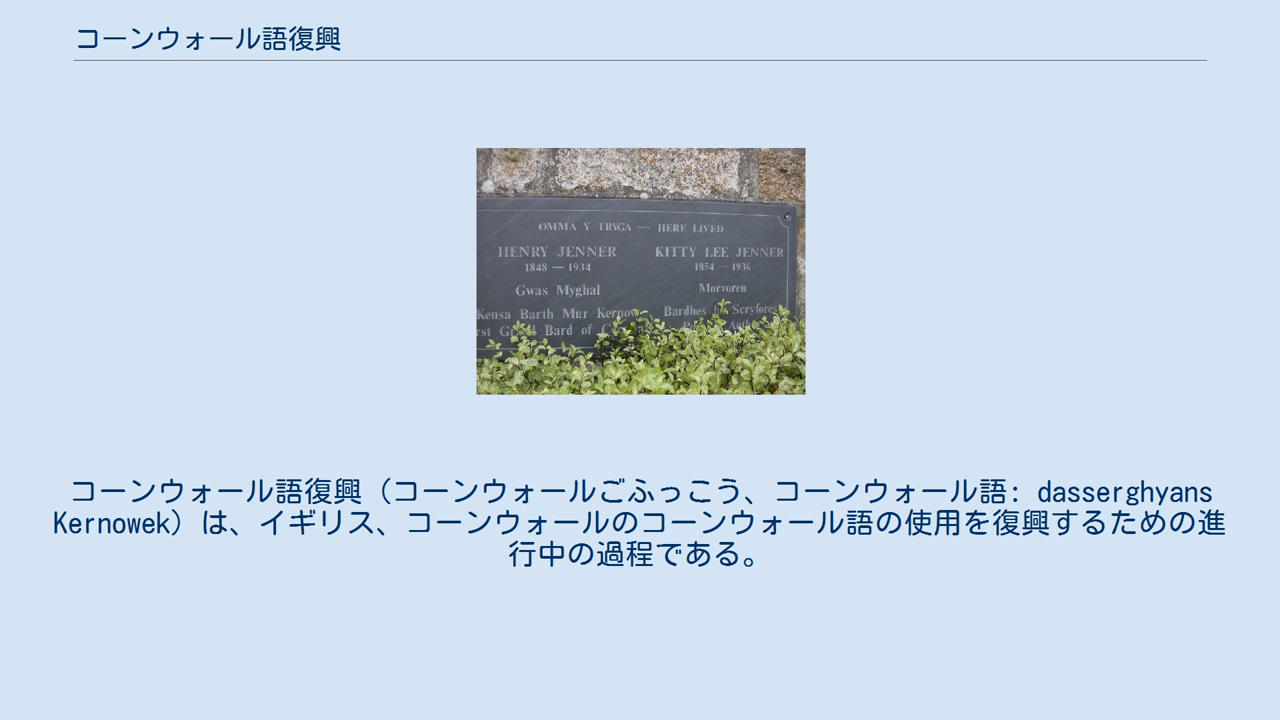 コーンウォール語復興
OMMA Y TRYGA — HERE LIVED
HENRY JENNER KITTY LEE JENNER
1848 — 1934 1854 — 1936
Gwas Myghal Morvoren
Kensa Barth Mur Bardhes
Bard of
コーンウォール語復興（コーンウォールごふっこう、コーンウォール語: dasserghyans
Kernowek）は、イギリス、コーンウォールのコーンウォール語の使用を復興するための進
行中の過程である。